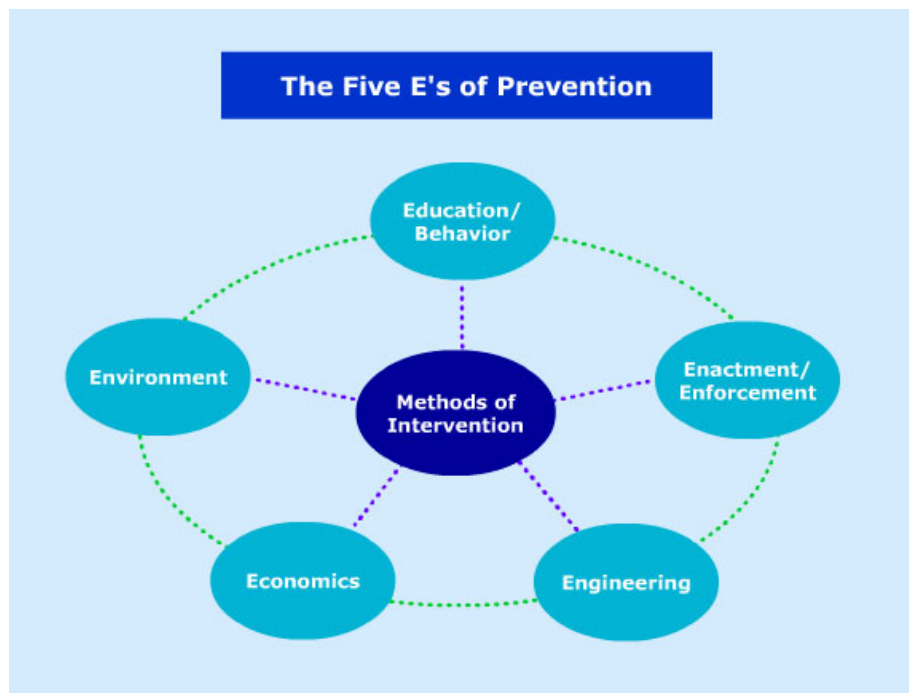 The Five E's of Prevention
Education/
Behavior
Environment
Enactment/
Enforcement
Methods of
Intervention
Economics
Engineering